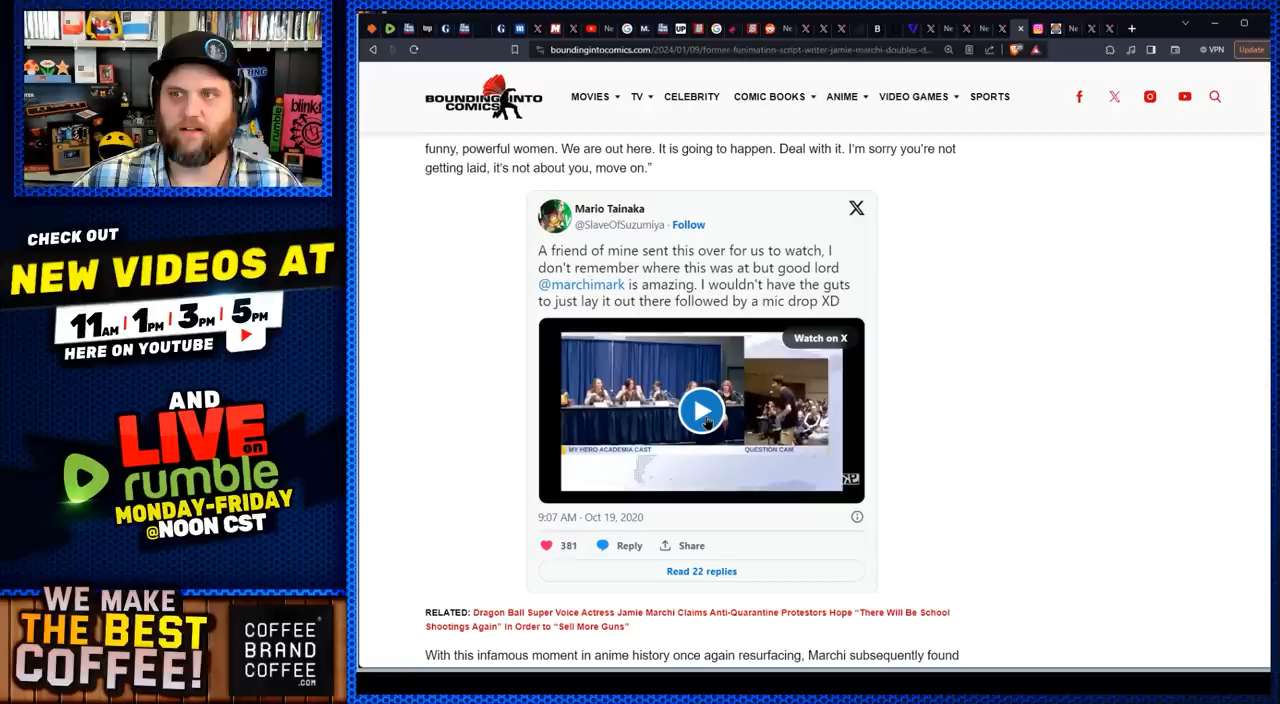 CHECK OUT
NEW VIDEOS AT
11AM | 1PM | 3PM | 5PM
HERE ON YOUTUBE
AND
LIVE
on
rumble
MONDAY-FRIDAY
@NOON CST
WE MAKE
THE BEST
COFFEE!
COFFEE
BRAND
COFFEE
.COM
boundingintocomics.com/2024/01/09/former-funimation-script-writer-jamie-marchi-doubles-d...
VPN
Update
BOUNDING INTO
COMICS
MOVIES TV CELEBRITY COMIC BOOKS ANIME VIDEO GAMES SPORTS
funny, powerful women. We are out here. It is going to happen. Deal with it. I'm sorry you're not
getting laid, it's not about you, move on.”
Mario Tainaka
@SlaveOfSuzumiya · Follow
A friend of mine sent this over for us to watch, I
don't remember where this was at but good lord
@marchimark is amazing. I wouldn't have the guts
to just lay it out there followed by a mic drop XD
Watch on X
MY HERO ACADEMIA CAST
QUESTION CAM
9:07 AM · Oct 19, 2020
381 Reply Share
Read 22 replies
RELATED: Dragon Ball Super Voice Actress Jamie Marchi Claims Anti-Quarantine Protestors Hope “There Will Be School
Shootings Again” In Order to “Sell More Guns”
With this infamous moment in anime history once again resurfacing, Marchi subsequently found